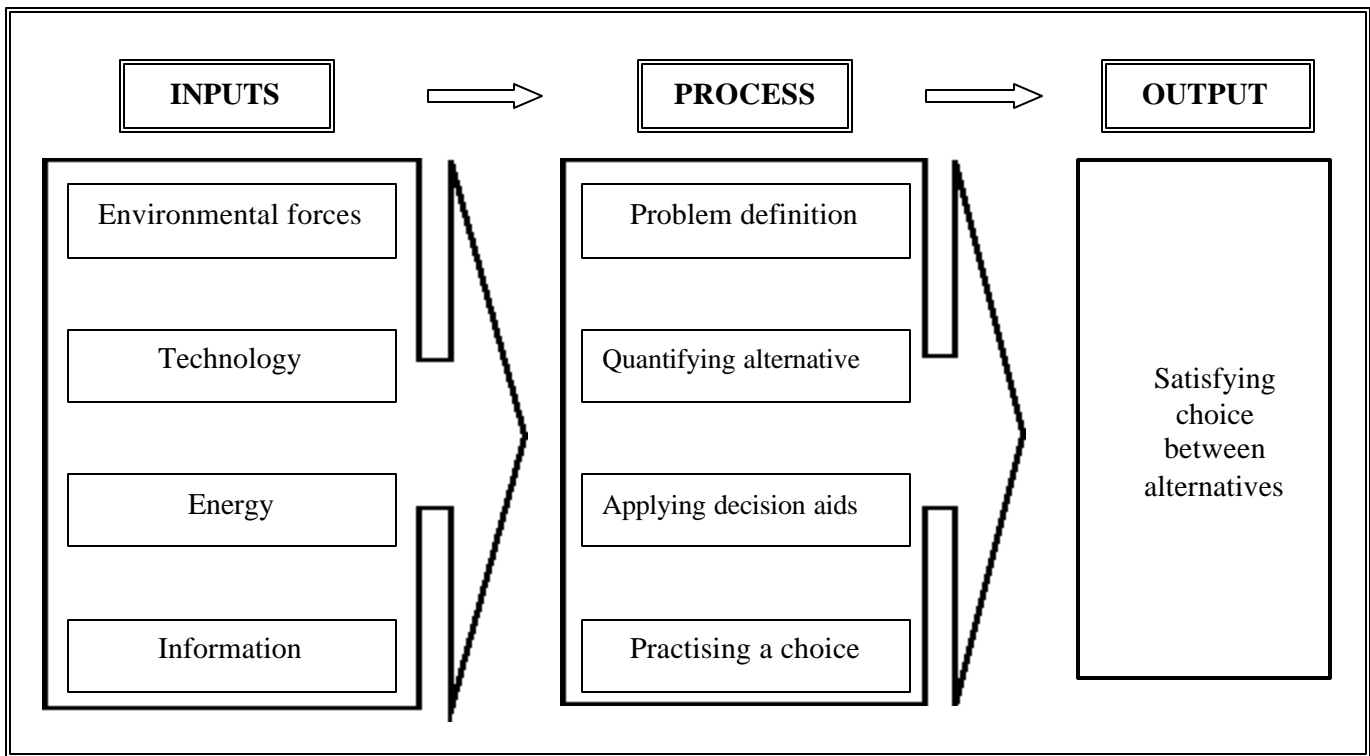 INPUTS
PROCESS
OUTPUT
Environmental forces
Technology
Energy
Information
Problem definition
Quantifying alternative
Applying decision aids
Practising a choice
Satisfying
choice
between
alternatives